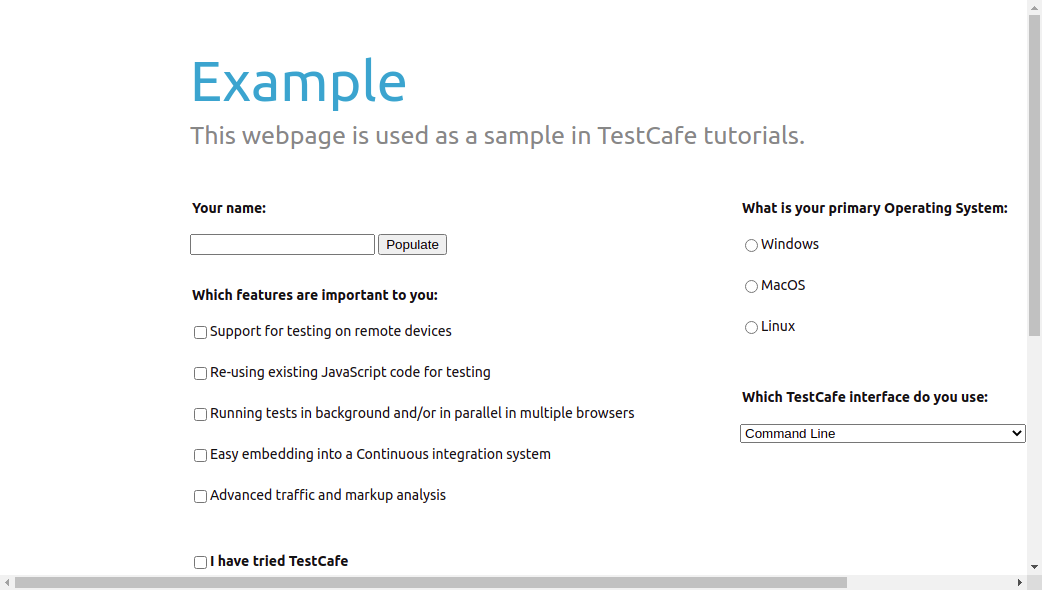 Example
This webpage is used as a sample in TestCafe tutorials.
Your name:
Populate
Which features are important to you:
Support for testing on remote devices
Re-using existing JavaScript code for testing
Running tests in background and/or in parallel in multiple browsers
Easy embedding into a Continuous integration system
Advanced traffic and markup analysis
I have tried TestCafe
What is your primary Operating System:
Windows
MacOS
Linux
Which TestCafe interface do you use:
Command Line